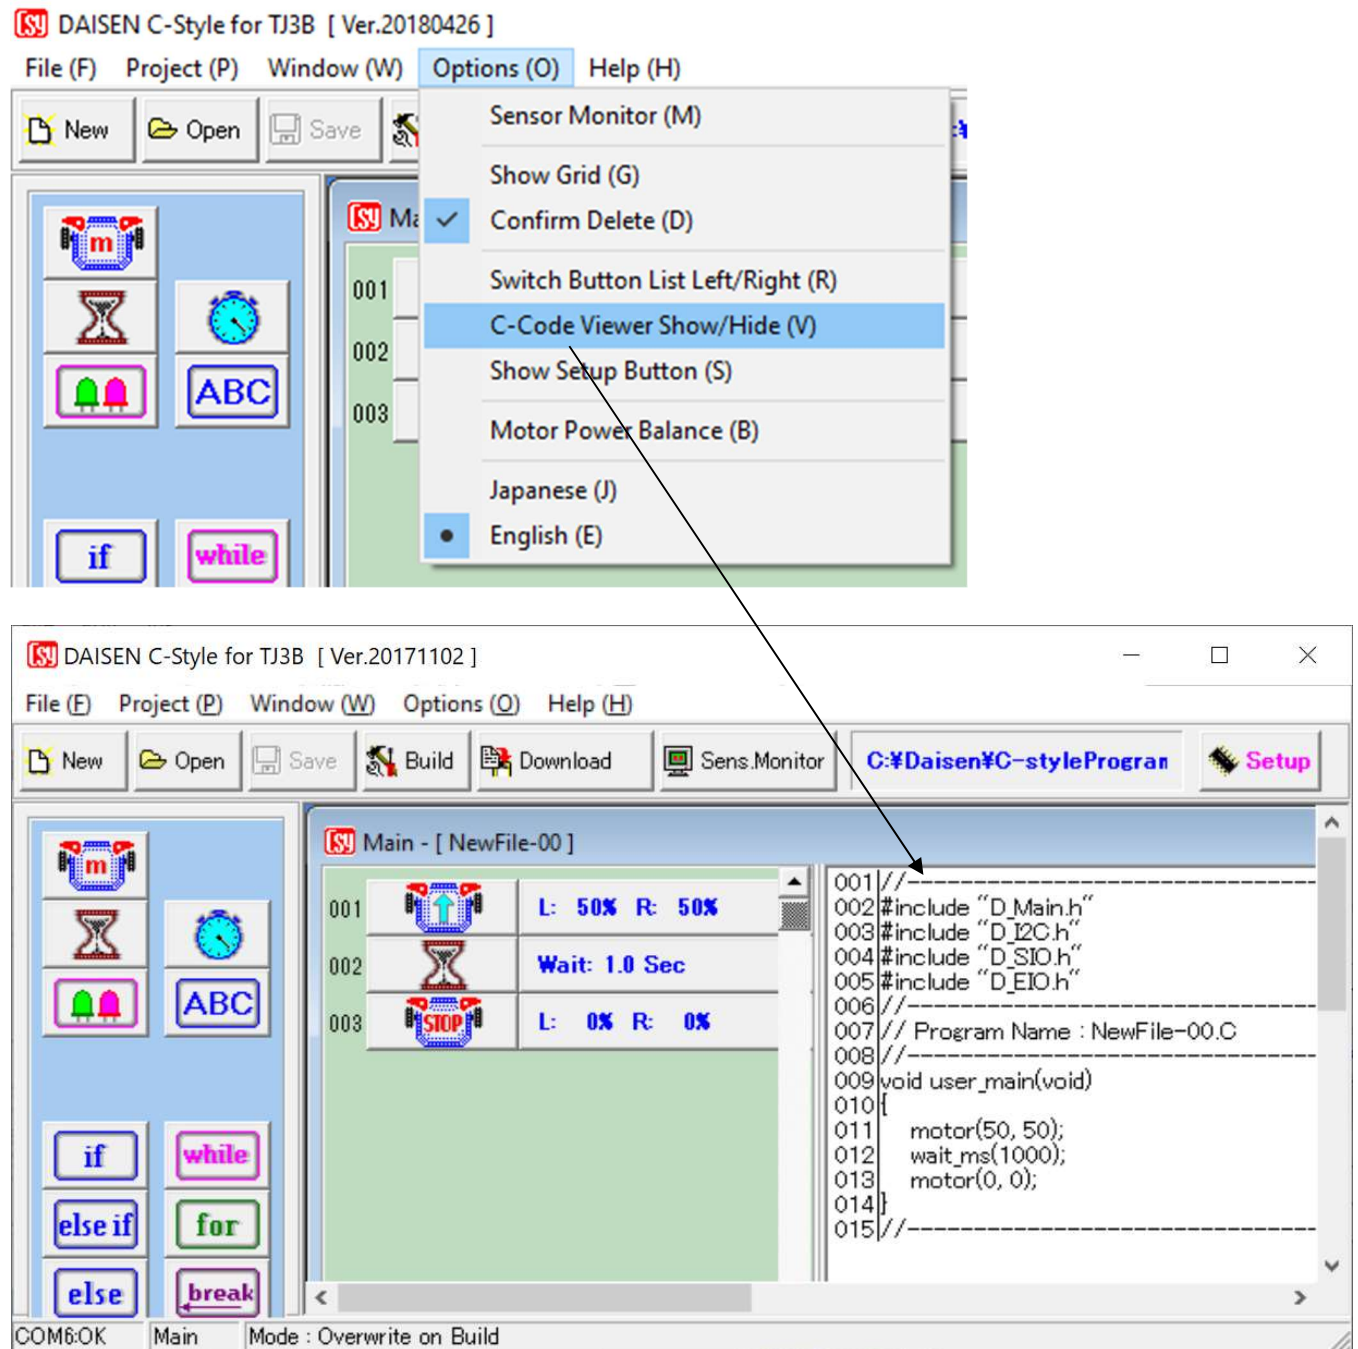 DAISEN C-Style for TJ3B [ Ver.20180426 ]
File (F) Project (P) Window (W) Options (O) Help (H)
New Open Save
Sensor Monitor (M)
Show Grid (G)
Confirm Delete (D)
Switch Button List Left/Right (R)
C-Code Viewer Show/Hide (V)
Show Setup Button (S)
Motor Power Balance (B)
Japanese (J)
English (E)
m
ABC
if while
Ma
001
002
003
DAISEN C-Style for TJ3B [ Ver.20171102 ]
File (F) Project (P) Window (W) Options (O) Help (H)
New Open Save Build Download Sens.Monitor C:¥Daisen¥C-styleProgran Setup
m
ABC
if while
else if for
else break
Main - [ NewFile-00 ]
001 L: 50% R: 50%
002 Wait: 1.0 Sec
003 STOP L: 0% R: 0%
001 //----------------------------------
002 #include "D_Main.h"
003 #include "D_I2C.h"
004 #include "D_SIO.h"
005 #include "D_EIO.h"
006 //----------------------------------
007 // Program Name : NewFile-00.C
008 //----------------------------------
009 void user_main(void)
010 {
011 motor(50, 50);
012 wait_ms(1000);
013 motor(0, 0);
014 }
015 //----------------------------------
COM6:OK Main Mode : Overwrite on Build